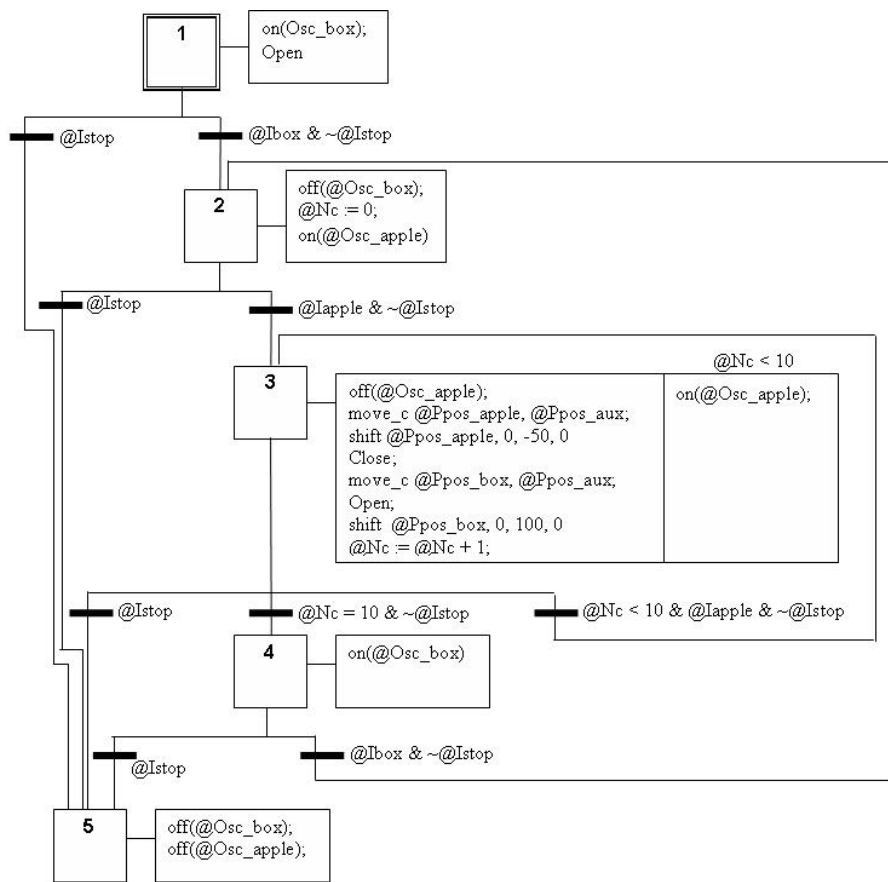 1
on(Osc_box);
Open
@Istop
@Ibox & ~@Istop
2
off(@Osc_box);
@Nc := 0;
on(@Osc_apple)
@Istop
@Iapple & ~@Istop
@Nc < 10
3
off(@Osc_apple);
move_c @Ppos_apple, @Ppos_aux;
shift @Ppos_apple, 0, -50, 0
Close;
move_c @Ppos_box, @Ppos_aux;
Open;
shift @Ppos_box, 0, 100, 0
@Nc := @Nc + 1;
on(@Osc_apple);
@Istop
@Nc = 10 & ~@Istop
@Nc < 10 & @Iapple & ~@Istop
4
on(@Osc_box)
@Istop
@Ibox & ~@Istop
5
off(@Osc_box);
off(@Osc_apple);